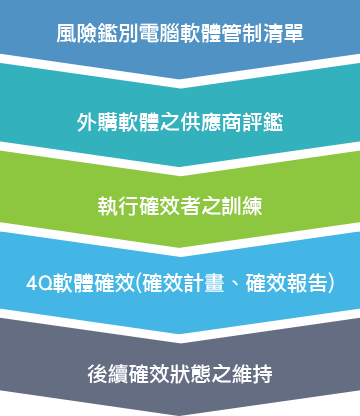 風險鑑別電腦軟體管制清單
外購軟體之供應商評鑑
執行確效者之訓練
4Q軟體確效(確效計畫、確效報告)
後續確效狀態之維持